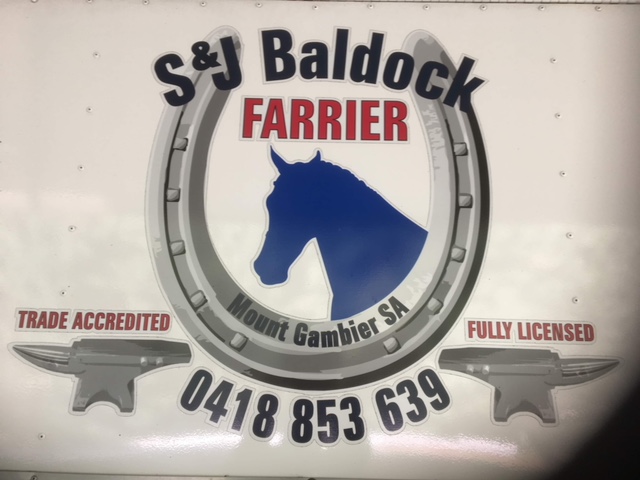 S&J Baldock
FARRIER
Mount Gambier SA
TRADE ACCREDITED
FULLY LICENSED
0418 853 639